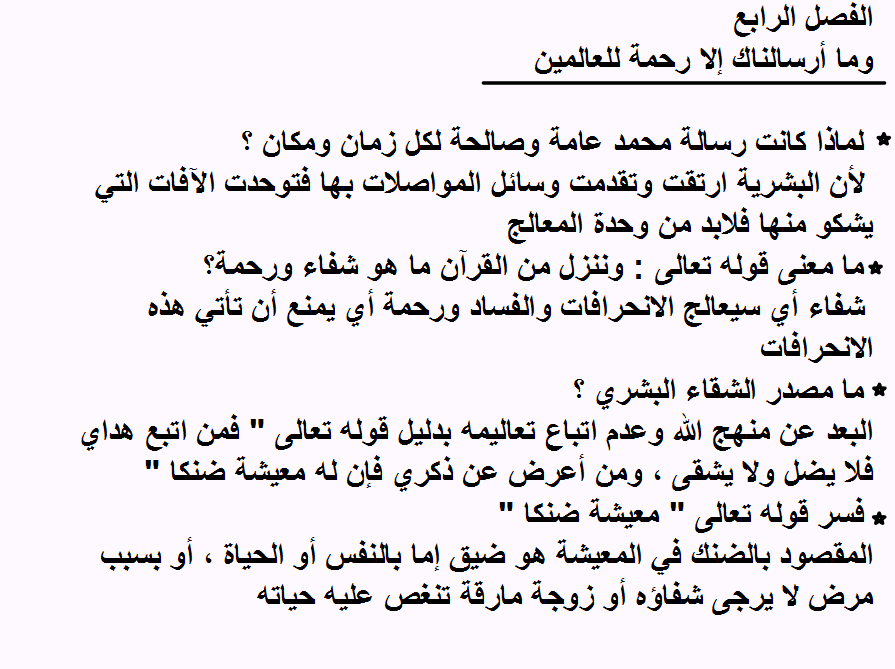 الفصل الرابع
وما أرسالناك إلا رحمة للعالمين
* لماذا كانت رسالة محمد عامة وصالحة لكل زمان ومكان ؟
لأن البشرية ارتقت وتقدمت وسائل المواصلات بها فتوحدت الآفات التي
يشكو منها فلابد من وحدة المعالج
* ما معنى قوله تعالى : وننزل من القرآن ما هو شفاء ورحمة؟
شفاء أي سيعالج الانحرافات والفساد ورحمة أي يمنع أن تأتي هذه
الانحرافات
* ما مصدر الشقاء البشري ؟
البعد عن منهج الله وعدم اتباع تعاليمه بدليل قوله تعالى " فمن اتبع هداي
فلا يضل ولا يشقى ، ومن أعرض عن ذكري فإن له معيشة ضنكا "
* فسر قوله تعالى " معيشة ضنكا "
المقصود بالضنك في المعيشة هو ضيق إما بالنفس أو الحياة ، أو بسبب
مرض لا يرجى شفاؤه أو زوجة مارقة تنغص عليه حياته